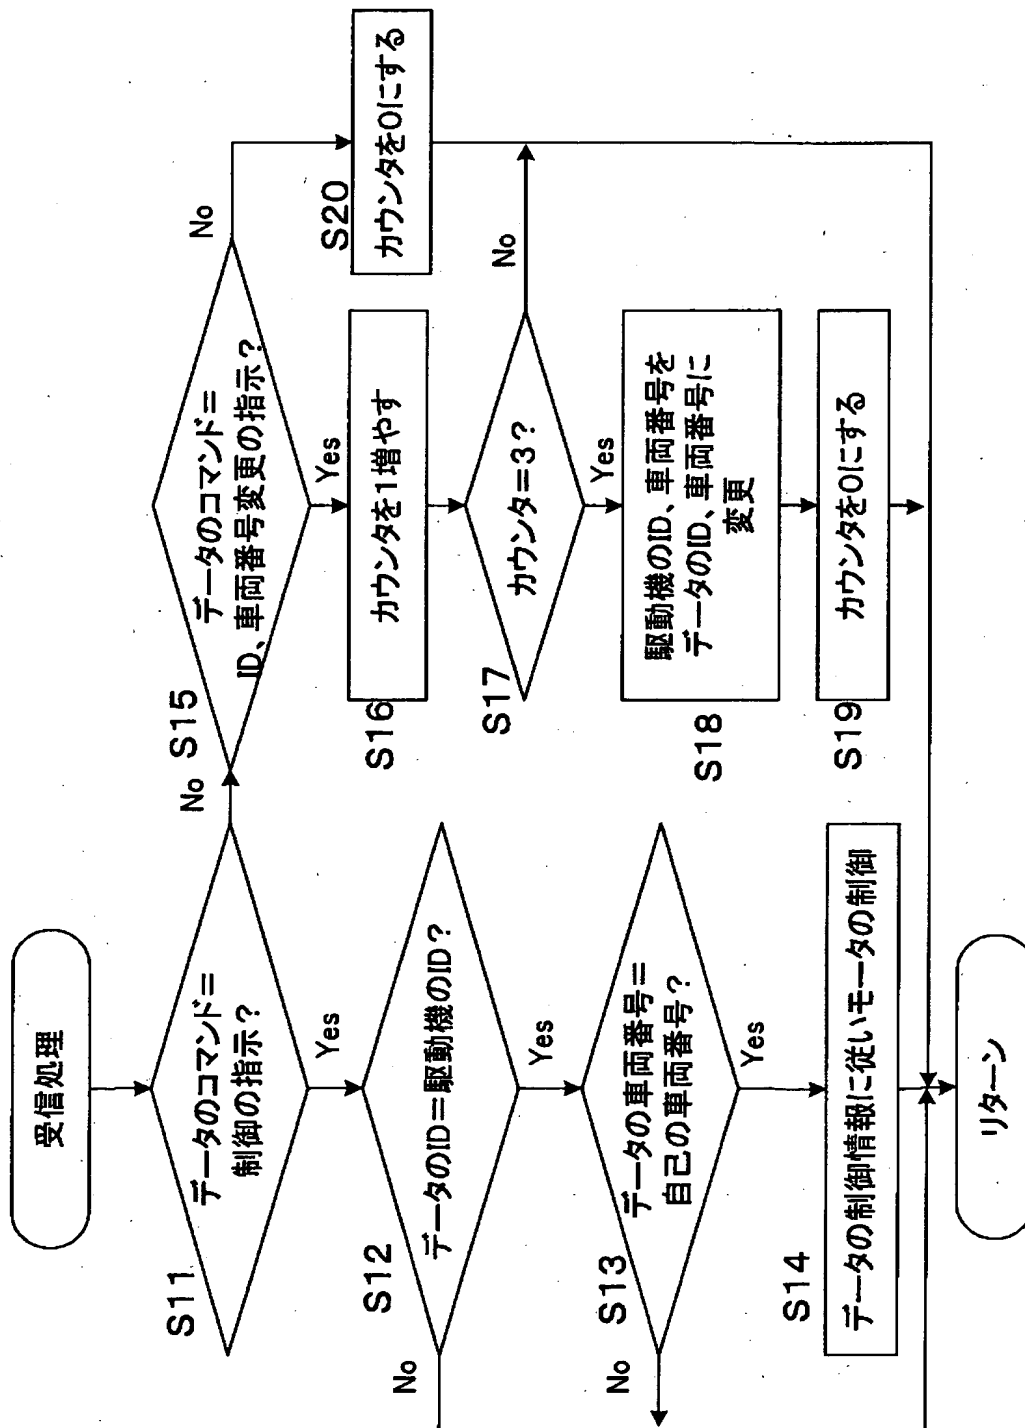 受信処理
S11
データのコマンド=
制御の指示?
Yes
No
S12
データのID=駆動機のID?
Yes
No
S13
データの車両番号=
自己の車両番号?
Yes
No
S14
データの制御情報に従いモータの制御
リターン
S15
データのコマンド=
ID、車両番号変更の指示?
Yes
No
S16
カウンタを1増やす
S17
カウンタ=3?
Yes
No
S18
駆動機のID、車両番号を
データのID、車両番号に
変更
S19
カウンタを0にする
S20
カウンタを0にする